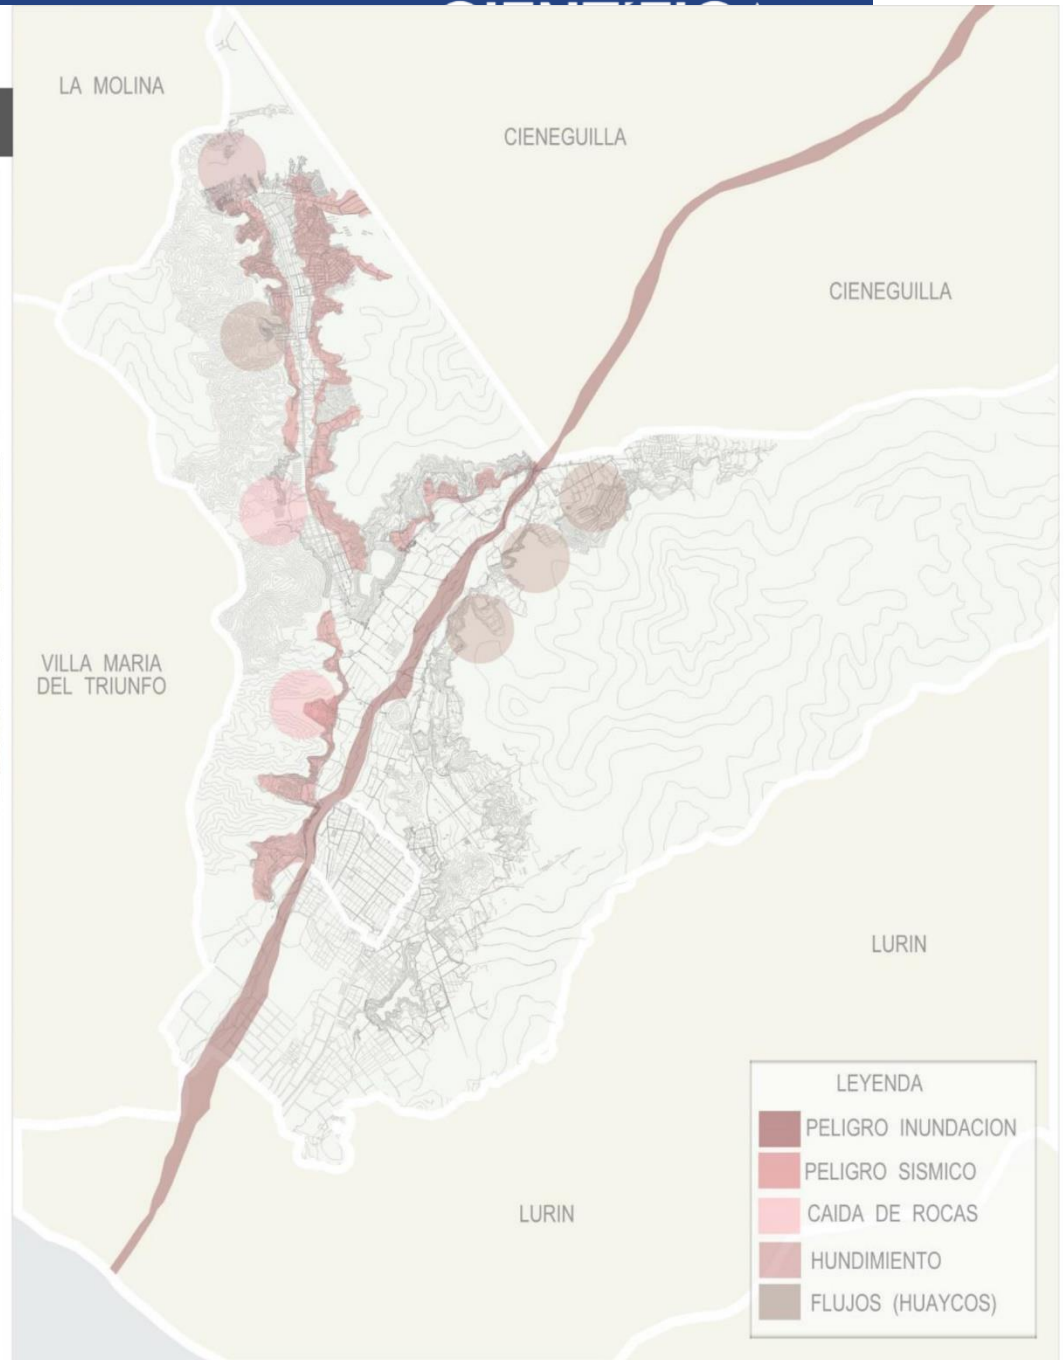 LA MOLINA
CIENEGUILLA
CIENEGUILLA
VILLA MARIA
DEL TRIUNFO
LURIN
LEYENDA
PELIGRO INUNDACION
PELIGRO SISMICO
CAIDA DE ROCAS
HUNDIMIENTO
FLUJOS (HUAYCOS)
LURIN